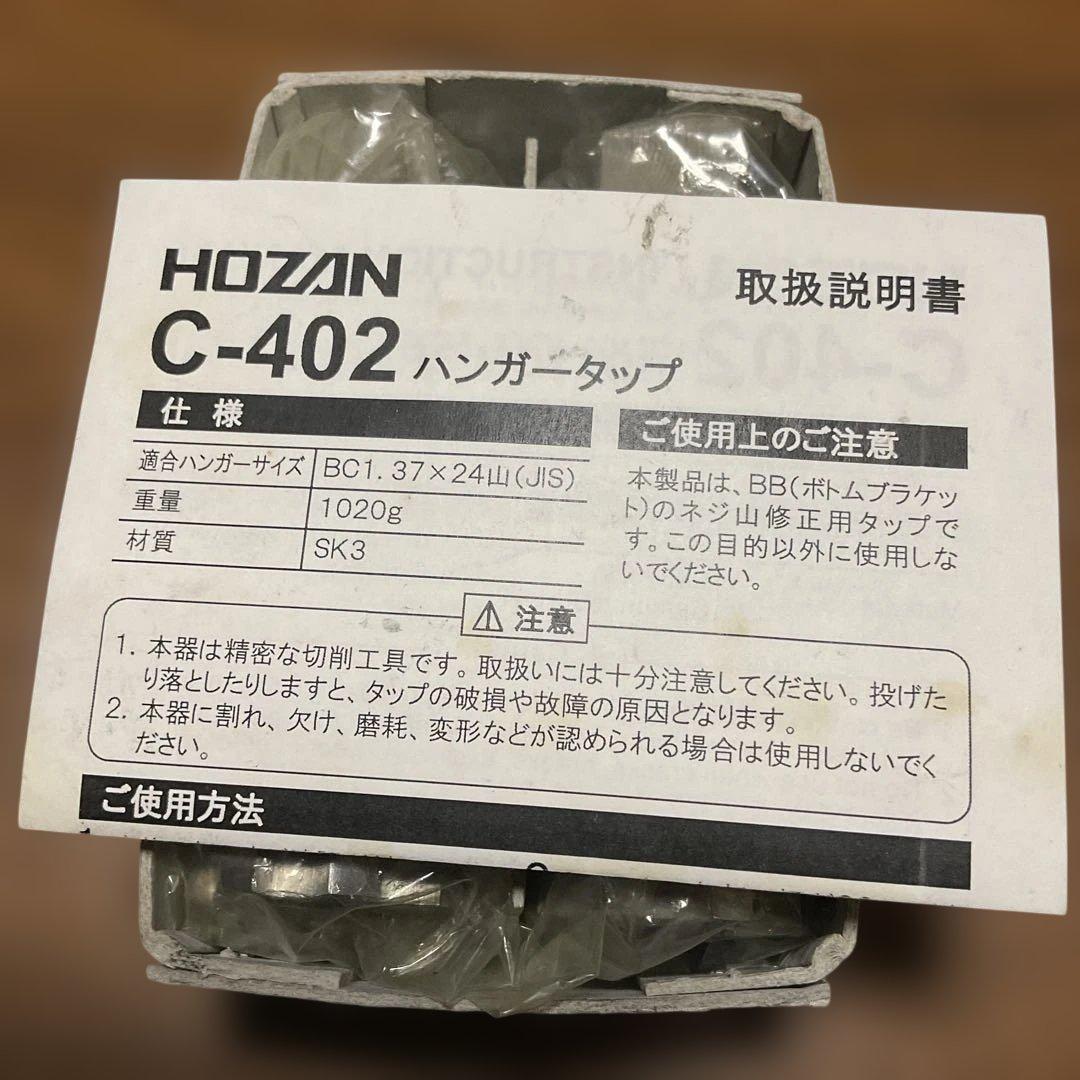 HOZAN
取扱説明書
C-402 ハンガータップ
仕様
適合ハンガーサイズ BC1.37×24山(JIS)
重量 1020g
材質 SK3
ご使用上のご注意
本製品は、BB(ボトムブラケッ
ト)のネジ山修正用タップで
す。この目的以外に使用しな
いでください。
⚠ 注意
1. 本器は精密な切削工具です。取扱いには十分注意してください。投げた
り落としたりしますと、タップの破損や故障の原因となります。
2. 本器に割れ、欠け、磨耗、変形などが認められる場合は使用しないでく
ださい。
ご使用方法